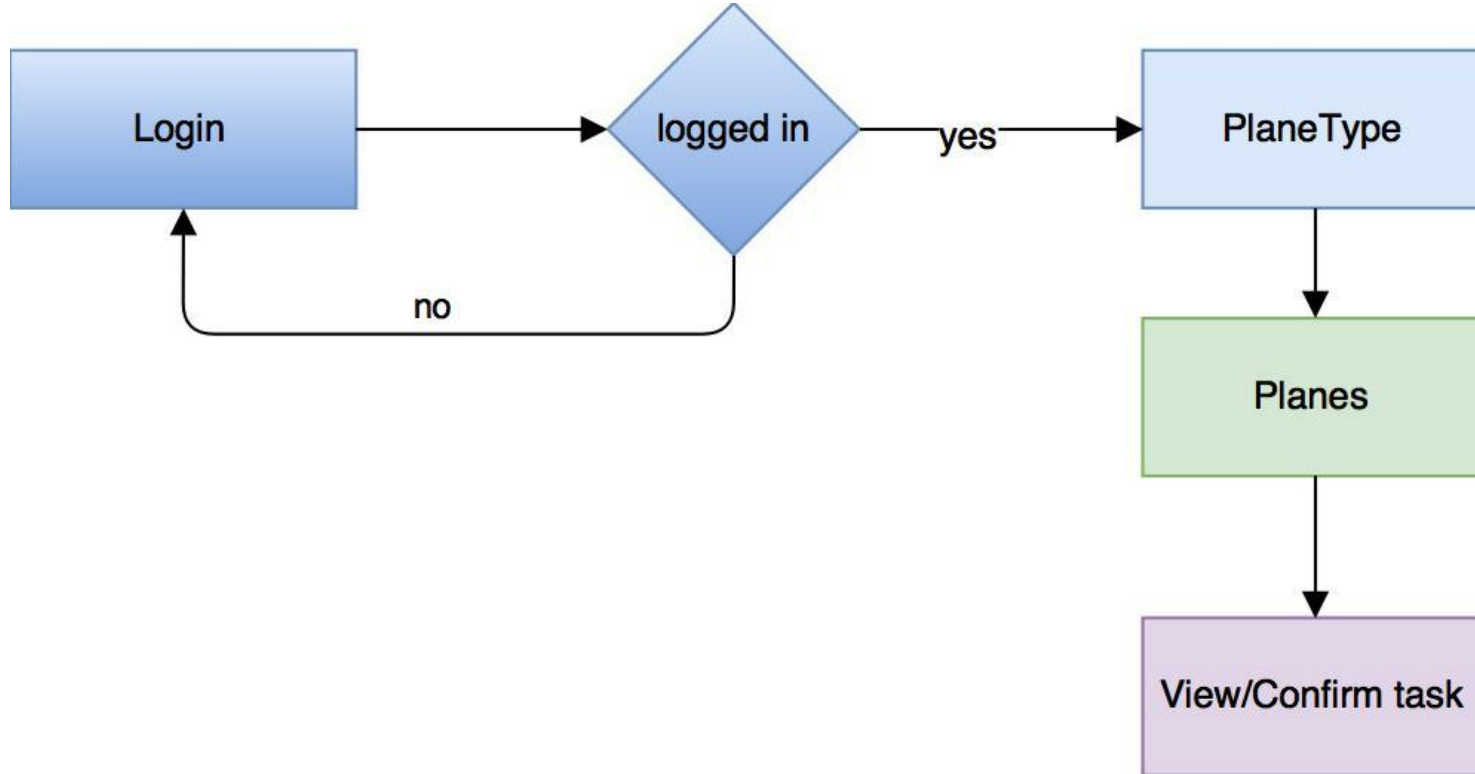 Login
logged in
yes
PlaneType
no
Planes
View/Confirm task